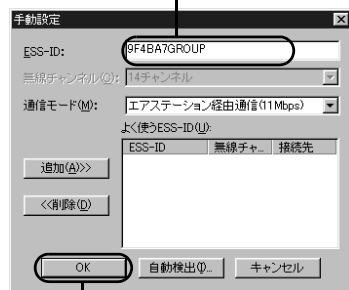 手動設定
ESS-ID: 9F4BA7GROUP
無線チャンネル(C): 14チャンネル
通信モード(M): エアステーション経由通信(11Mbps)
よく使うESS-ID(U):
ESS-ID 無線チャ... 接続先
追加(A)>>
<<削除(D)
OK 自動検出(I)... キャンセル